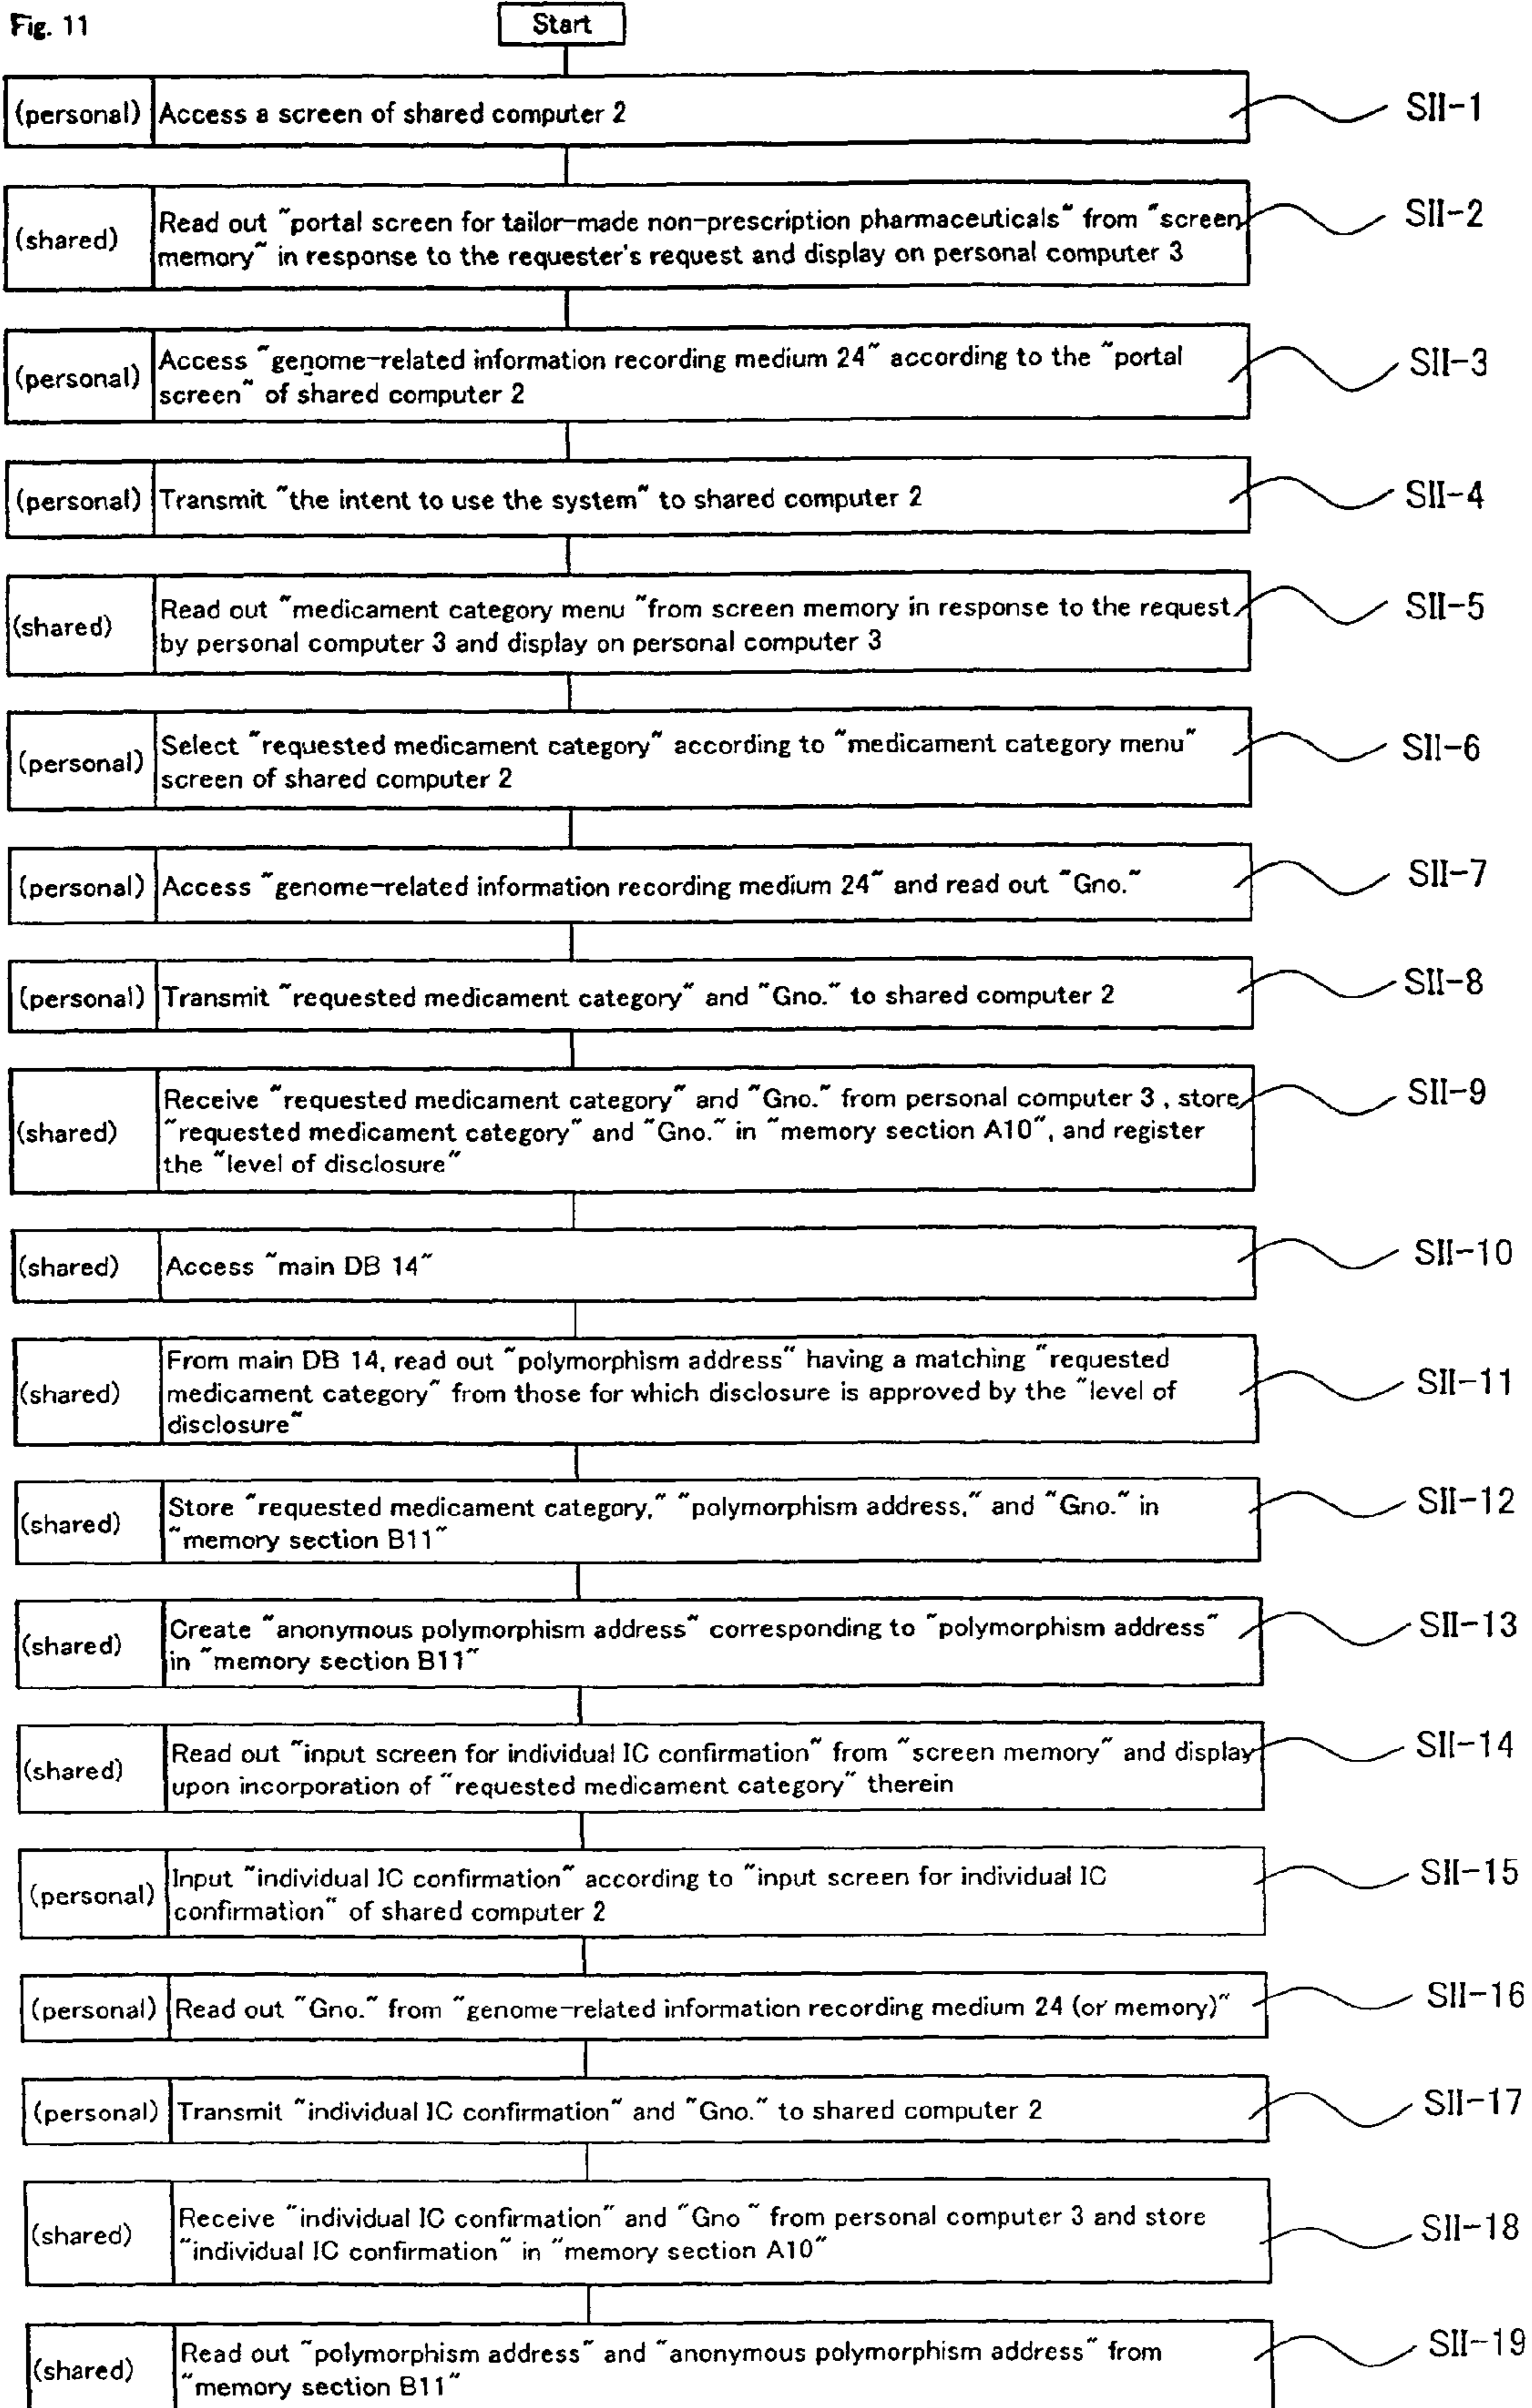 Fig. 11
Start
(personal) Access a screen of shared computer 2 SII-1
(shared) Read out "portal screen for tailor-made non-prescription pharmaceuticals" from "screen SII-2
memory" in response to the requester's request and display on personal computer 3
(personal) Access "genome-related information recording medium 24" according to the "portal SII-3
screen" of shared computer 2
(personal) Transmit "the intent to use the system" to shared computer 2 SII-4
(shared) Read out "medicament category menu "from screen memory in response to the request SII-5
by personal computer 3 and display on personal computer 3
(personal) Select "requested medicament category" according to "medicament category menu" SII-6
screen of shared computer 2
(personal) Access "genome-related information recording medium 24" and read out "Gno." SII-7
(personal) Transmit "requested medicament category" and "Gno." to shared computer 2 SII-8
(shared) Receive "requested medicament category" and "Gno." from personal computer 3 , store SII-9
"requested medicament category" and "Gno." in "memory section A10", and register
the "level of disclosure"
(shared) Access "main DB 14" SII-10
(shared) From main DB 14, read out "polymorphism address" having a matching "requested SII-11
medicament category" from those for which disclosure is approved by the "level of
disclosure"
(shared) Store "requested medicament category," "polymorphism address," and "Gno." in SII-12
"memory section B11"
(shared) Create "anonymous polymorphism address" corresponding to "polymorphism address" SII-13
in "memory section B11"
(shared) Read out "input screen for individual IC confirmation" from "screen memory" and display SII-14
upon incorporation of "requested medicament category" therein
(personal) Input "individual IC confirmation" according to "input screen for individual IC SII-15
confirmation" of shared computer 2
(personal) Read out "Gno." from "genome-related information recording medium 24 (or memory)" SII-16
(personal) Transmit "individual IC confirmation" and "Gno." to shared computer 2 SII-17
(shared) Receive "individual IC confirmation" and "Gno " from personal computer 3 and store SII-18
"individual IC confirmation" in "memory section A10"
(shared) Read out "polymorphism address" and "anonymous polymorphism address" from SII-19
"memory section B11"